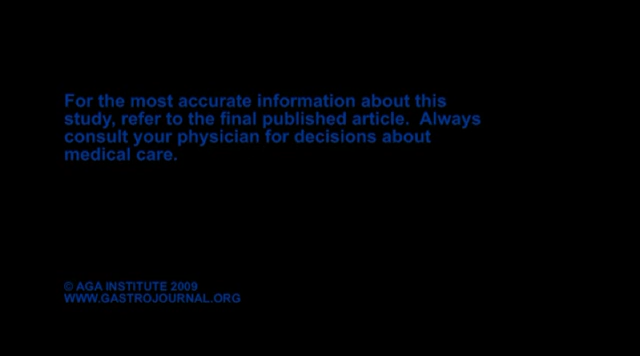 For the most accurate information about this
study, refer to the final published article.  Always
consult your physician for decisions about
medical care.
© AGA INSTITUTE 2009
WWW.GASTROJOURNAL.ORG